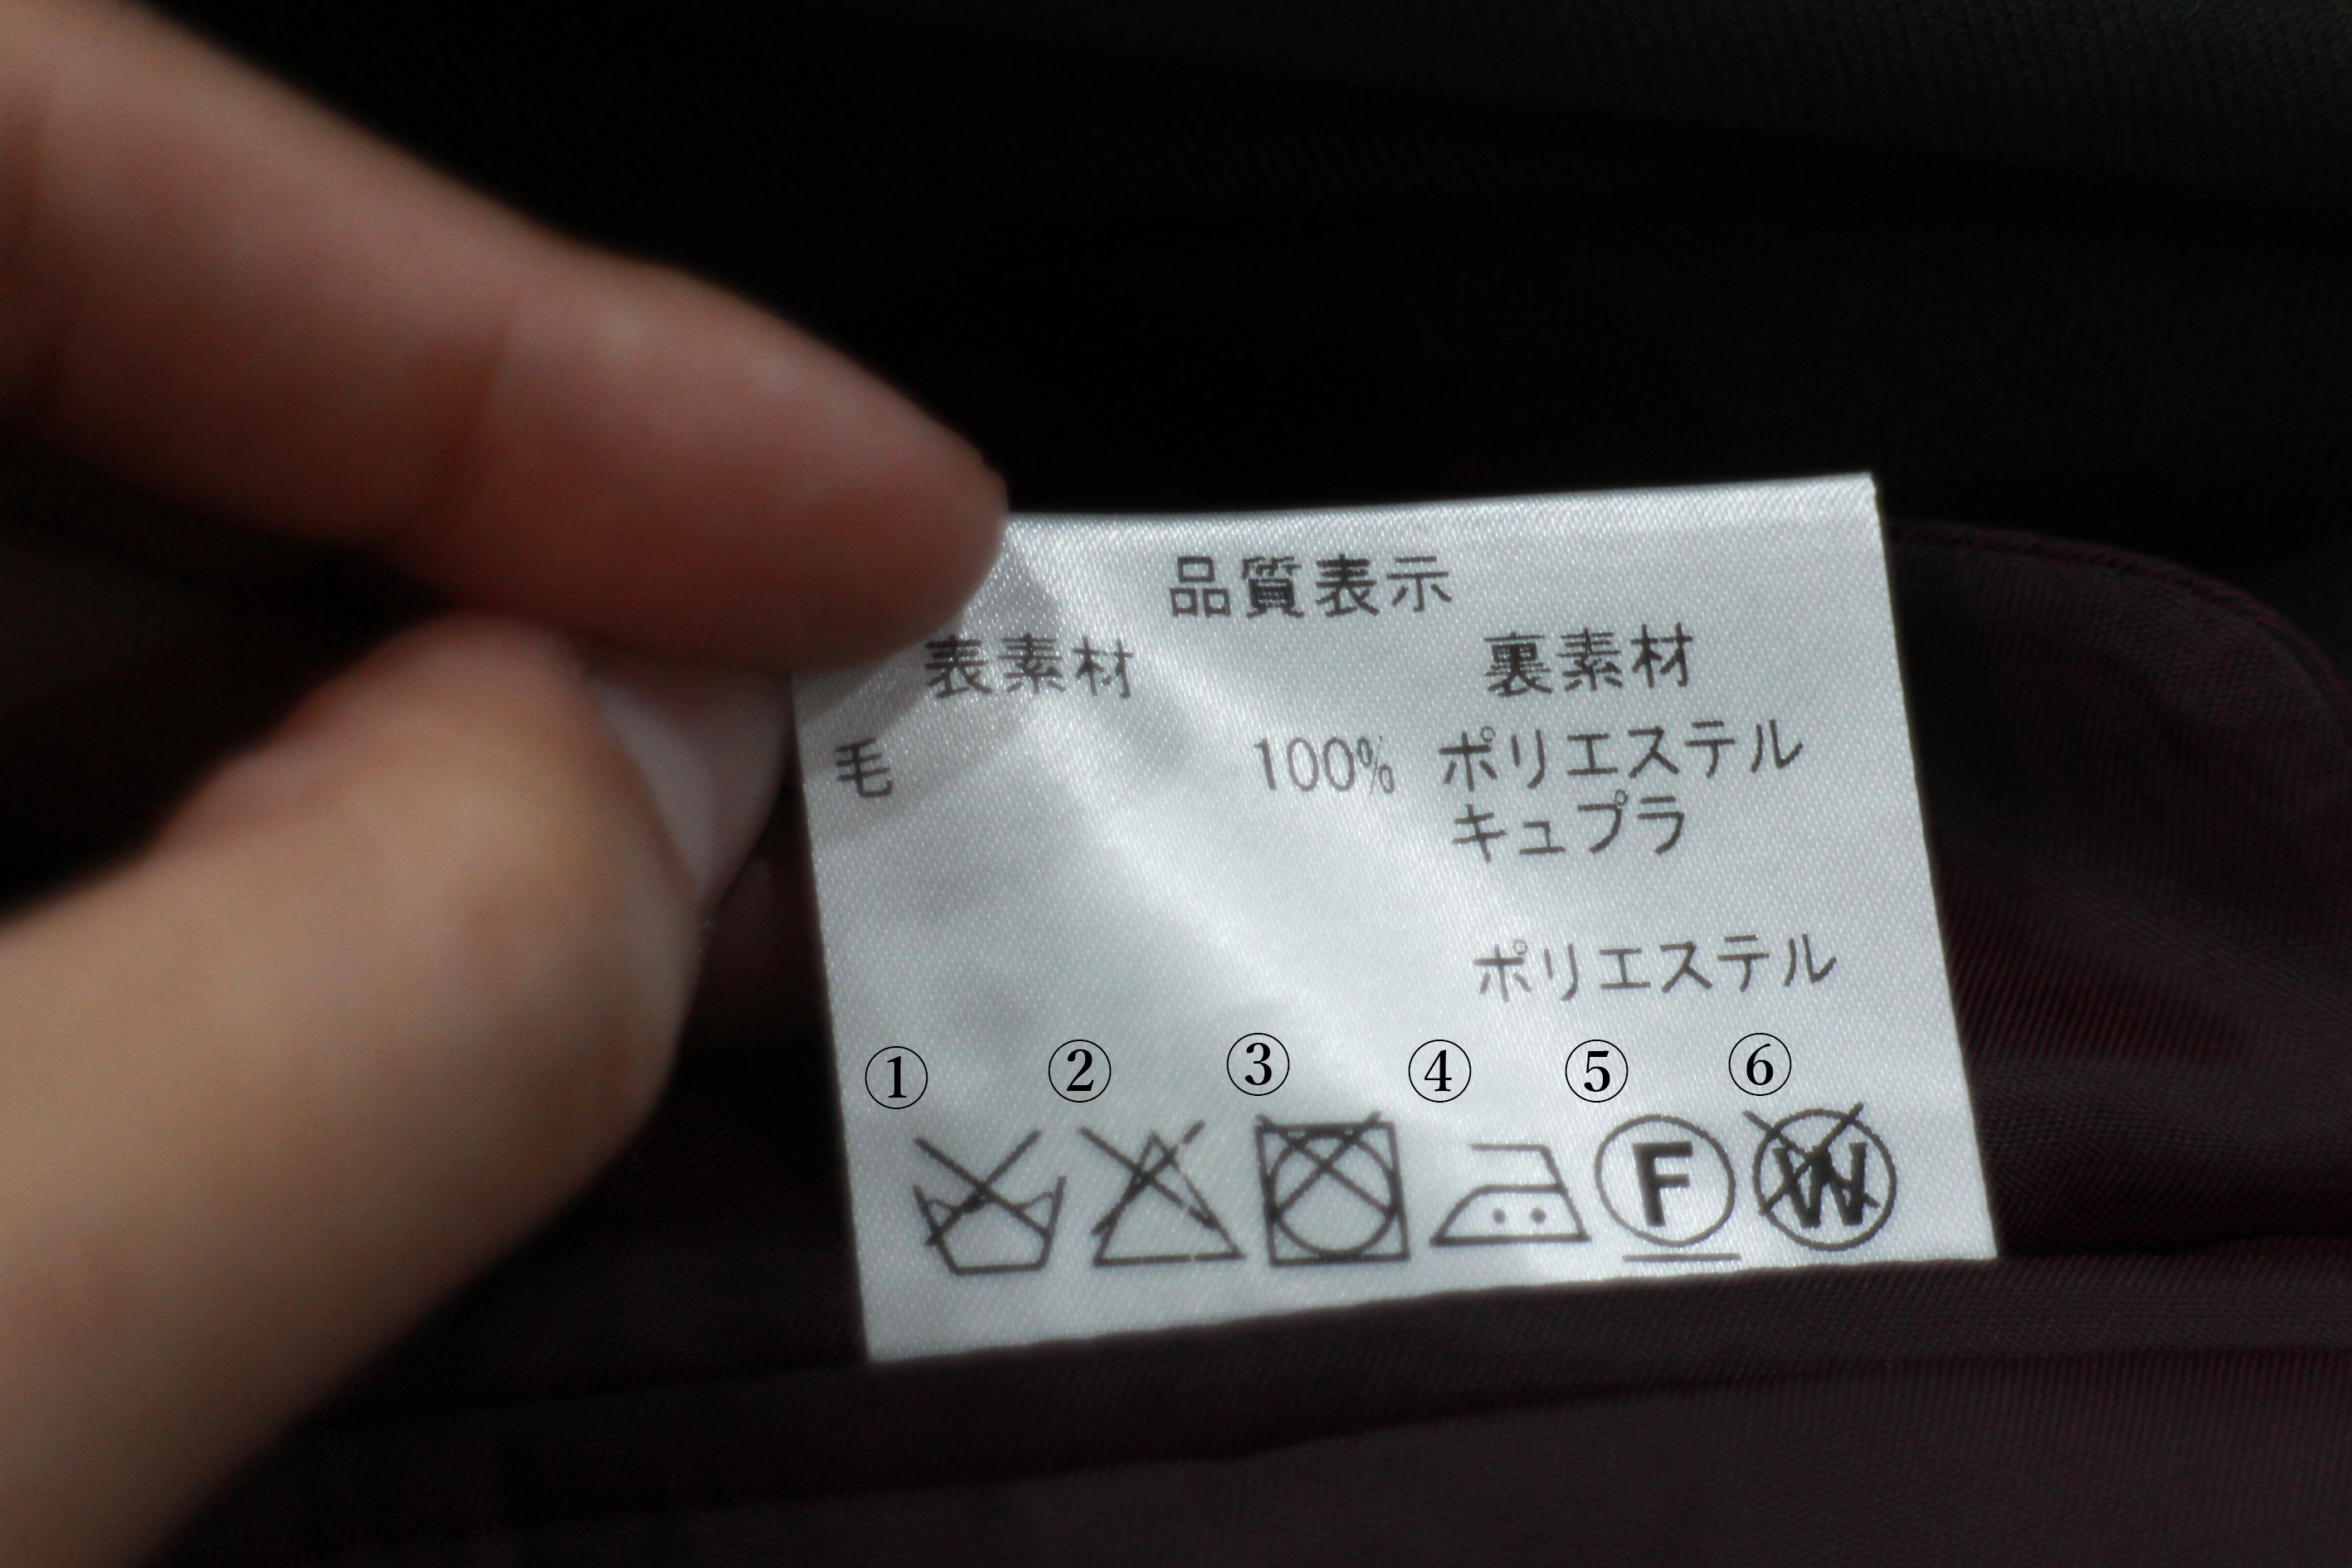 品質表示
表素材 裏素材
毛 100% ポリエステル
キュプラ
ポリエステル
① ② ③ ④ ⑤ ⑥
F W